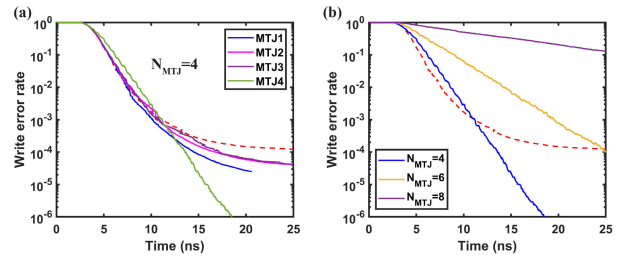 (a)
10^0
10^-1
10^-2
10^-3
10^-4
10^-5
10^-6
Write error rate
0 5 10 15 20 25
Time (ns)
N_MTJ=4
MTJ1
MTJ2
MTJ3
MTJ4
(b)
10^0
10^-1
10^-2
10^-3
10^-4
10^-5
10^-6
Write error rate
0 5 10 15 20 25
Time (ns)
N_MTJ=4
N_MTJ=6
N_MTJ=8